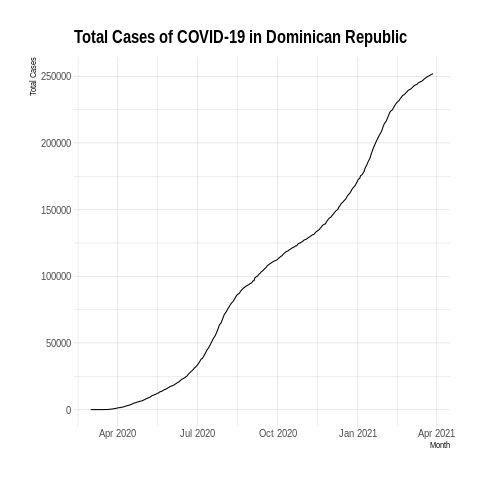 Total Cases of COVID-19 in Dominican Republic
Total Cases
250000
200000
150000
100000
50000
0
Apr 2020 Jul 2020 Oct 2020 Jan 2021 Apr 2021
Month